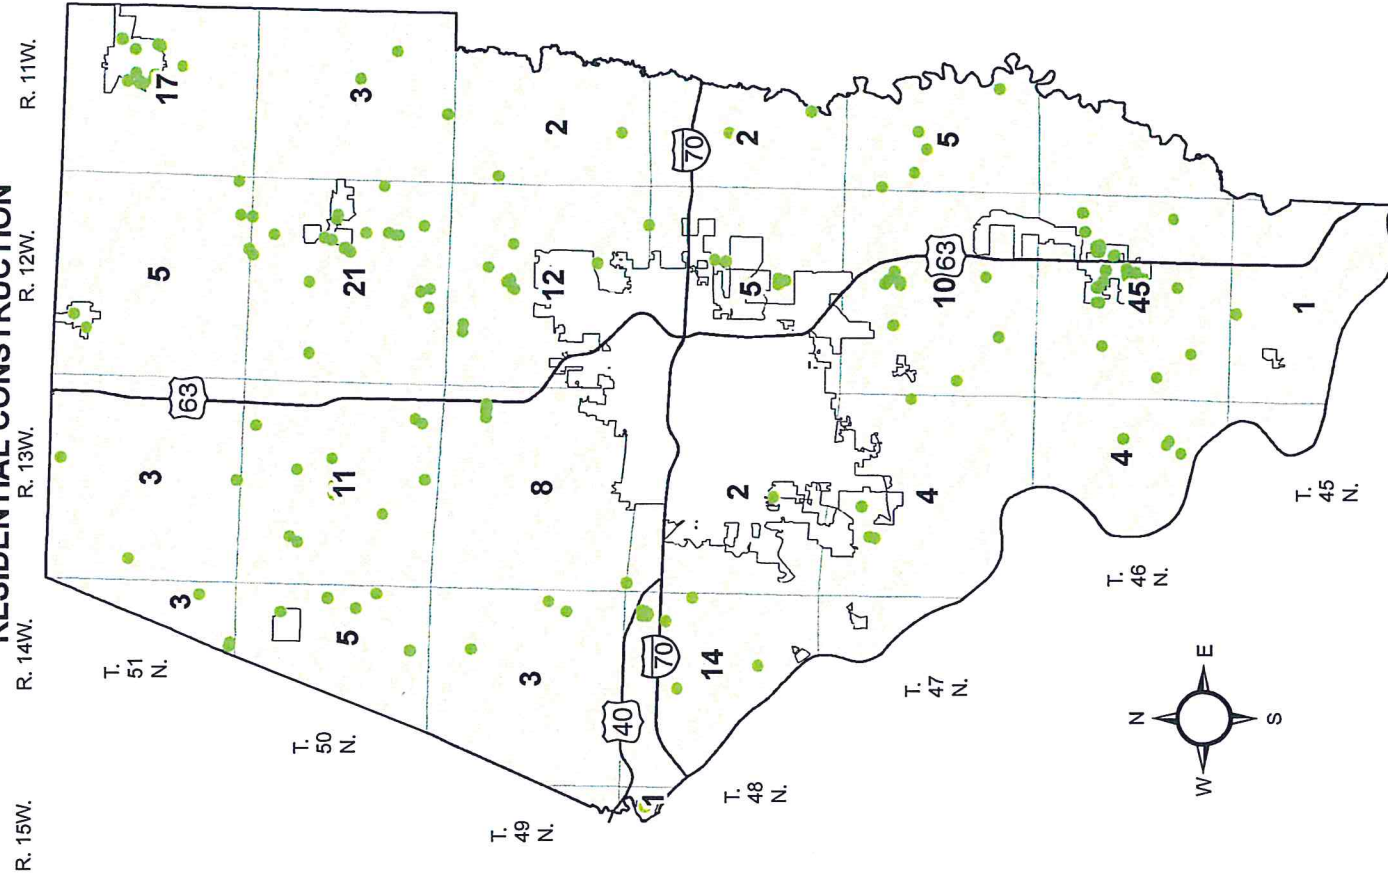 RESIDENTIAL CONSTRUCTION
R. 15W.
R. 14W.
R. 13W.
R. 12W.
R. 11W.
T.
51
N.
3
3
5
17
63
T.
50
N.
5
11
21
3
T.
49
N.
3
8
12
2
40
70
70
1
T.
48
N.
14
2
5
2
T.
47
N.
4
10
63
5
T.
46
N.
4
45
T.
45
N.
1
N
W
E
S